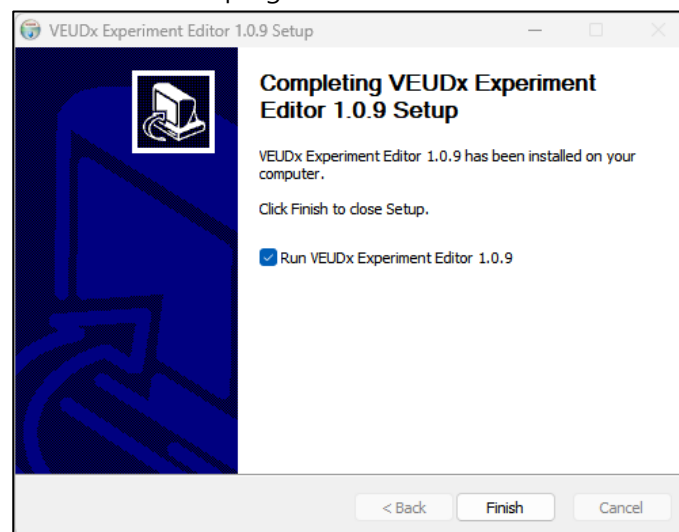 VEUDx Experiment Editor 1.0.9 Setup
Completing VEUDx Experiment
Editor 1.0.9 Setup
VEUDx Experiment Editor 1.0.9 has been installed on your
computer.
Click Finish to close Setup.
Run VEUDx Experiment Editor 1.0.9
< Back Finish Cancel